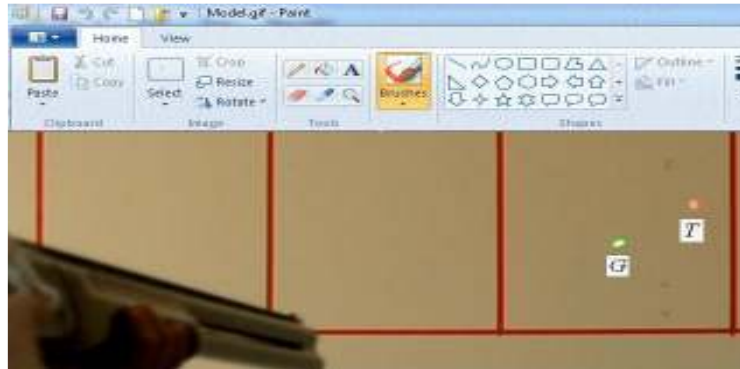 Model.gif - Paint
Home View
Paste
Cut
Copy
Select
Crop
Resize
Rotate
A
Brushes
Outline
Fill
Clipboard
Image
Tools
Shapes
T
G